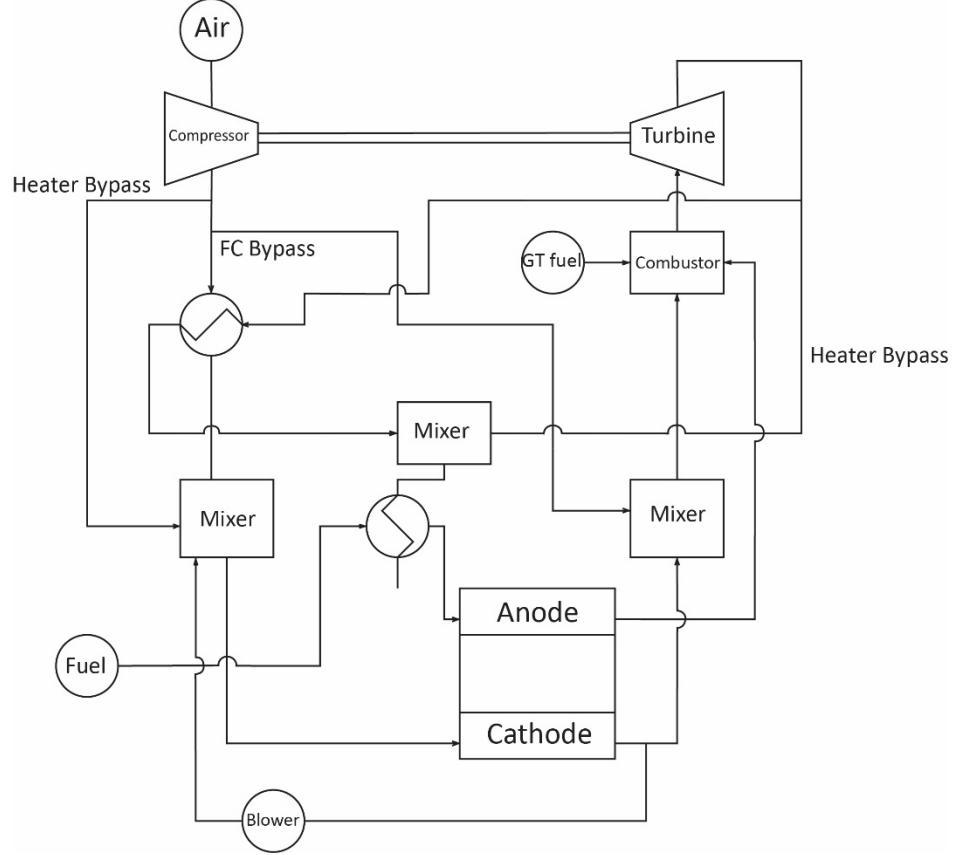 Air
Compressor
Turbine
Heater Bypass
FC Bypass
GT fuel
Combustor
Heater Bypass
Mixer
Mixer
Mixer
Anode
Fuel
Cathode
Blower